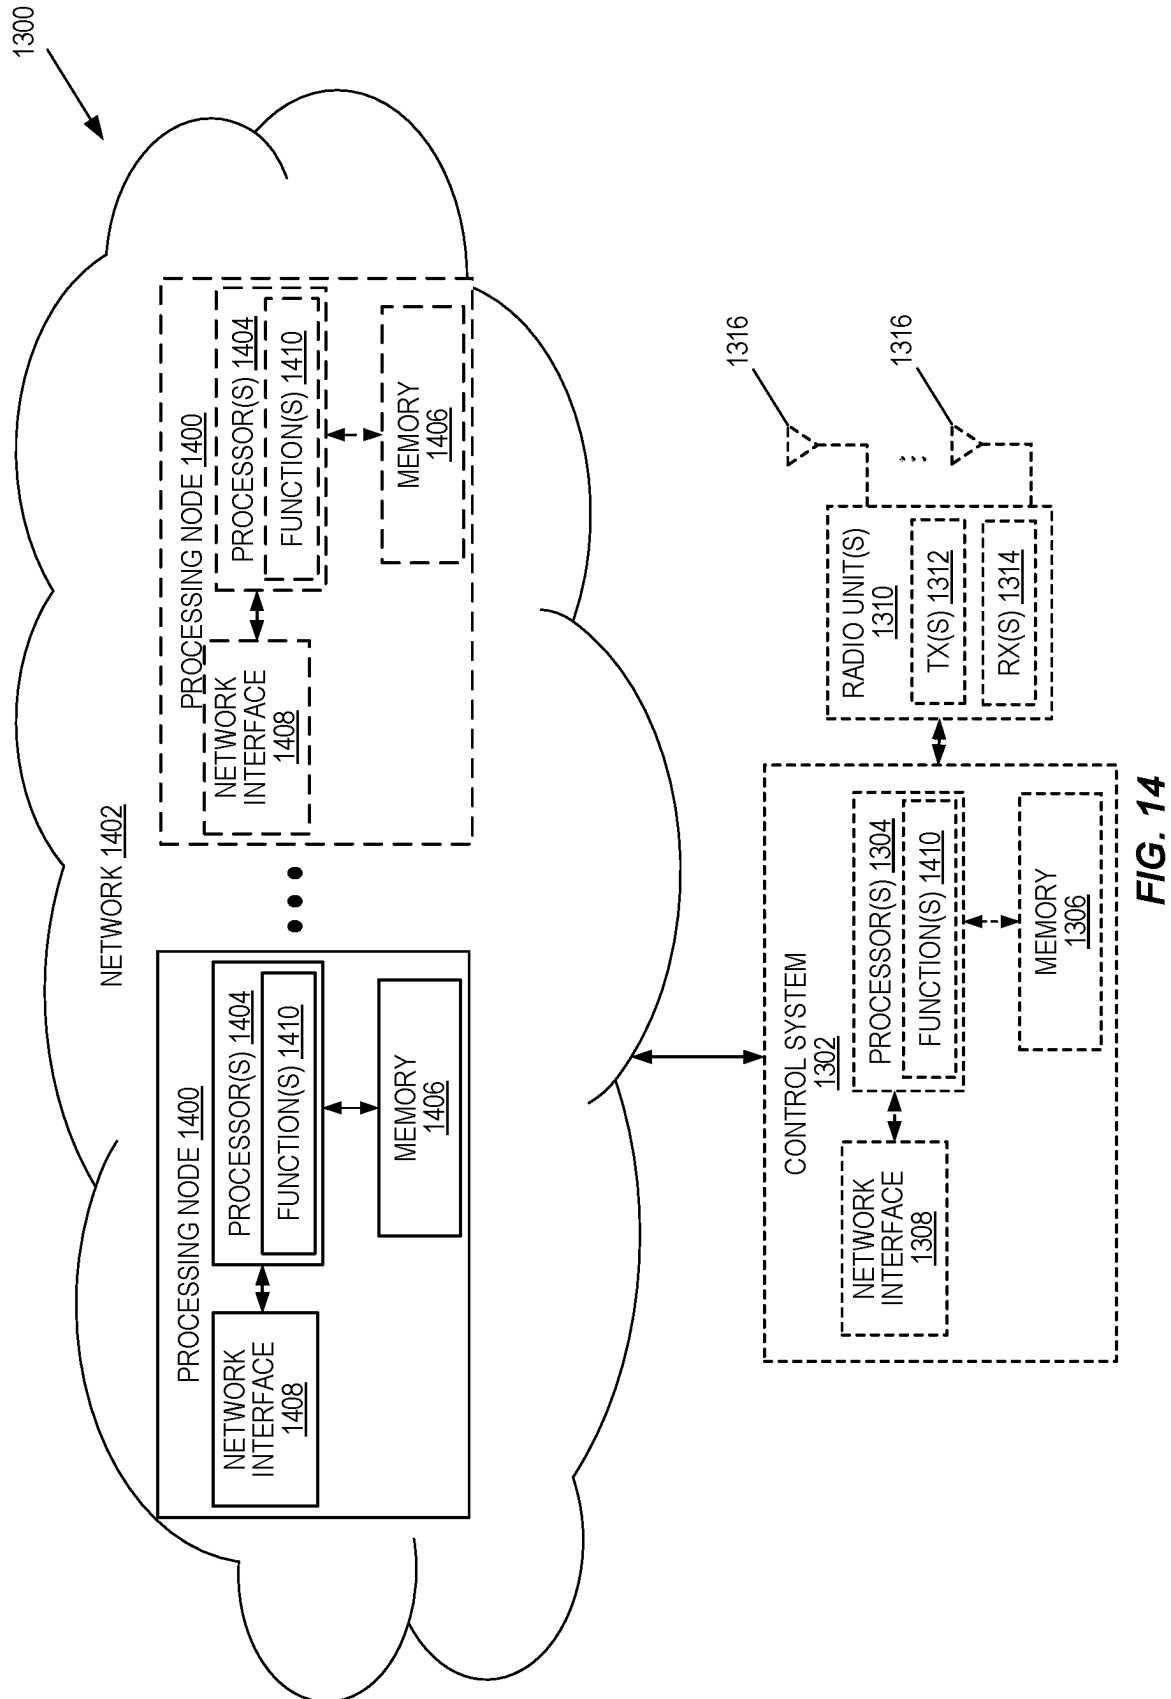 1300
NETWORK 1402
PROCESSING NODE 1400
NETWORK
INTERFACE
1408
PROCESSOR(S) 1404
FUNCTION(S) 1410
MEMORY
1406
PROCESSING NODE 1400
NETWORK
INTERFACE
1408
PROCESSOR(S) 1404
FUNCTION(S) 1410
MEMORY
1406
CONTROL SYSTEM
1302
NETWORK
INTERFACE
1308
PROCESSOR(S) 1304
FUNCTION(S) 1410
MEMORY
1306
RADIO UNIT(S)
1310
TX(S) 1312
RX(S) 1314
1316
1316
FIG. 14